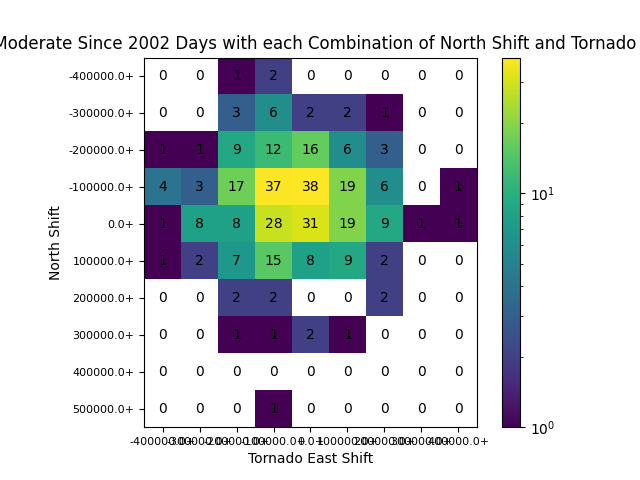 Moderate Since 2002 Days with each Combination of North Shift and Tornado
-400000.0+ 0 0 1 2 0 0 0 0 0
-300000.0+ 0 0 3 6 2 2 1 0 0
-200000.0+ 1 1 9 12 16 6 3 0 0
-100000.0+ 4 3 17 37 38 19 6 0 1
0.0+ 1 8 8 28 31 19 9 1 1
100000.0+ 1 2 7 15 8 9 2 0 0
200000.0+ 0 0 2 2 0 0 2 0 0
300000.0+ 0 0 1 1 2 1 0 0 0
400000.0+ 0 0 0 0 0 0 0 0 0
500000.0+ 0 0 0 1 0 0 0 0 0
North Shift
Tornado East Shift
10¹
10⁰